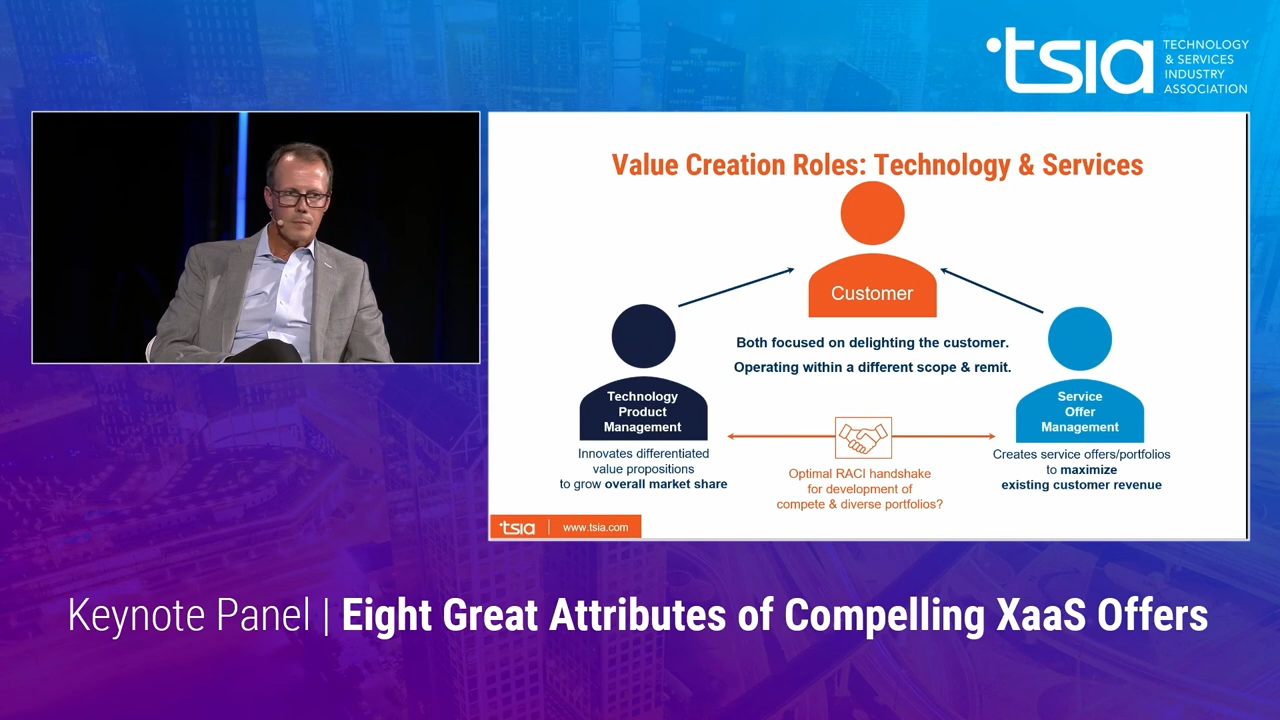 tsia
TECHNOLOGY
& SERVICES
INDUSTRY
ASSOCIATION
Value Creation Roles: Technology & Services
Customer
Both focused on delighting the customer.
Operating within a different scope & remit.
Technology
Product
Management
Service
Offer
Management
Innovates differentiated
value propositions
to grow overall market share
Optimal RACI handshake
for development of
compete & diverse portfolios?
Creates service offers/portfolios
to maximize
existing customer revenue
tsia | www.tsia.com
Keynote Panel | Eight Great Attributes of Compelling XaaS Offers